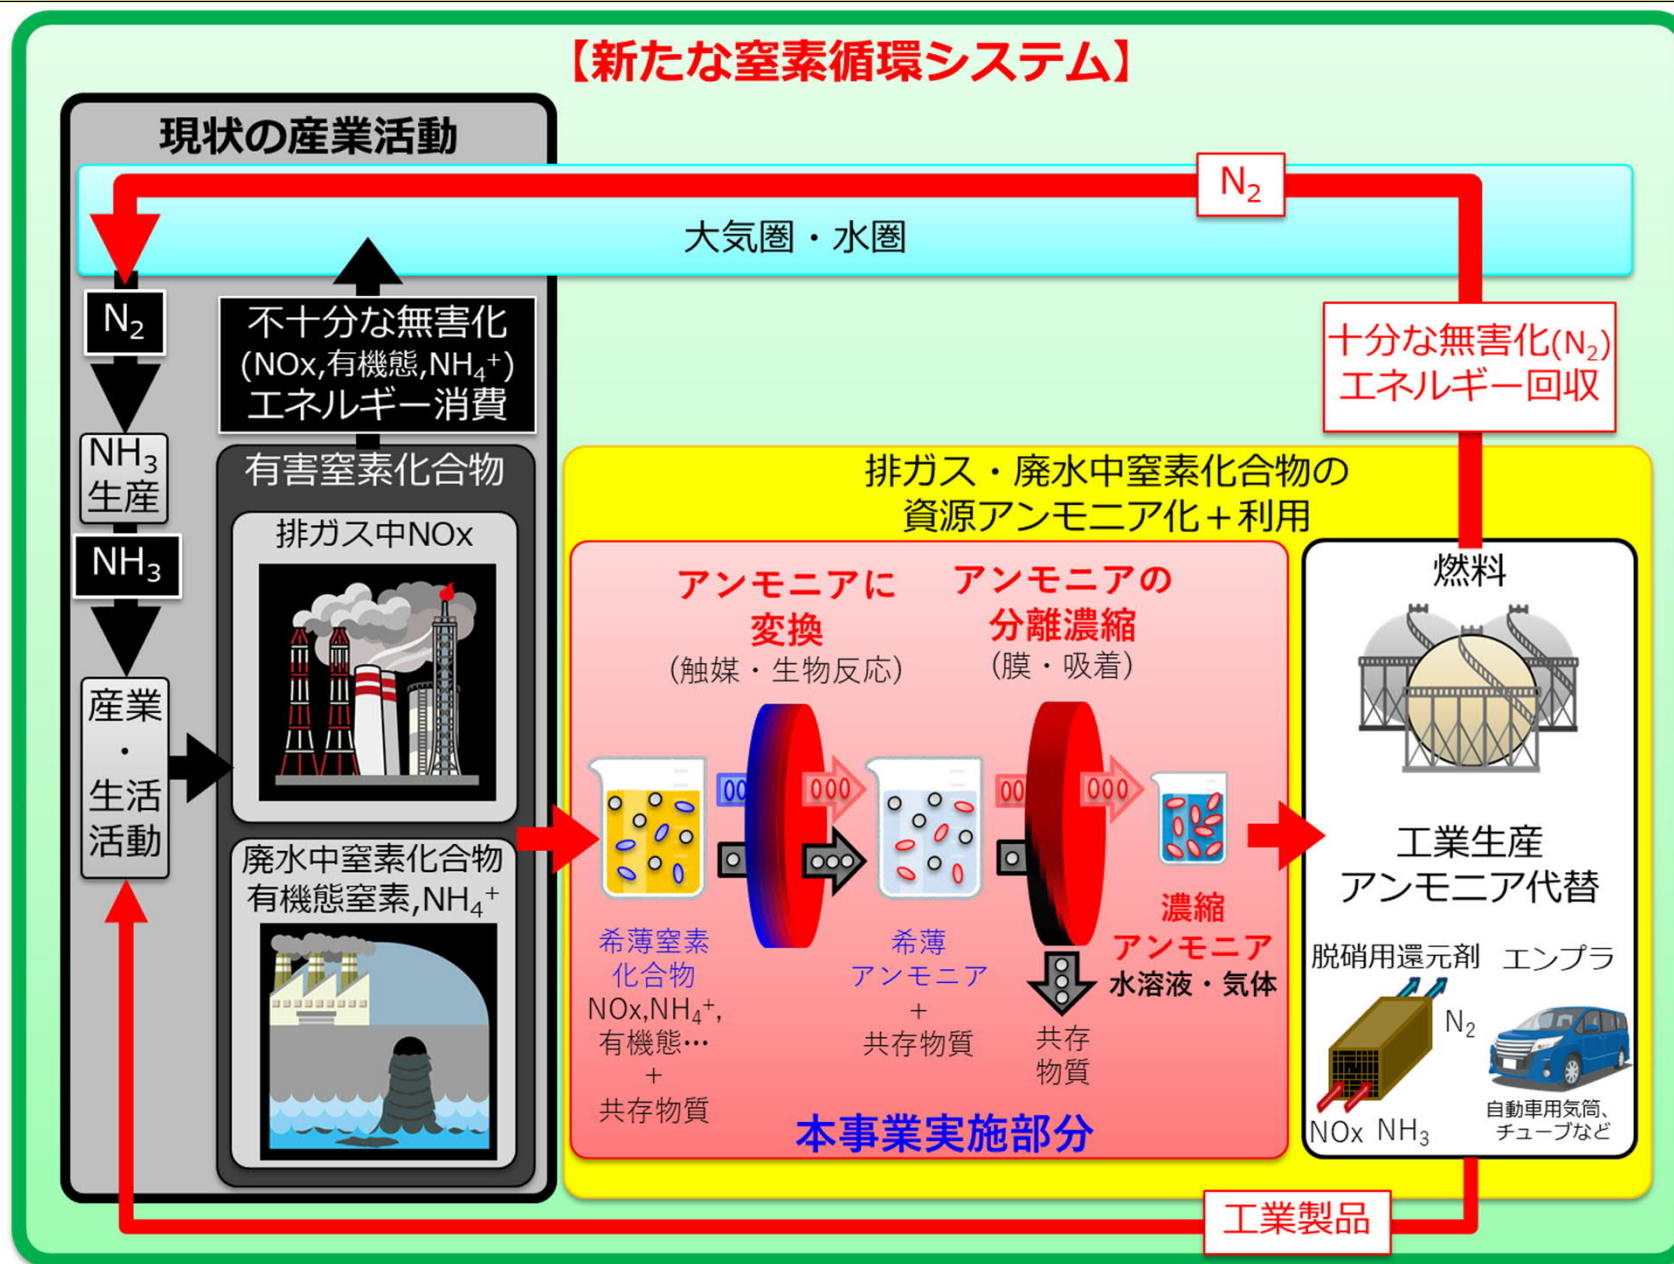 【新たな窒素循環システム】
現状の産業活動
N₂
大気圏・水圏
N₂
不十分な無害化
(NOx,有機態,NH₄⁺)
エネルギー消費
十分な無害化(N₂)
エネルギー回収
NH₃
生産
NH₃
産業
・
生活
活動
有害窒素化合物
排ガス中NOx
廃水中窒素化合物
有機態窒素,NH₄⁺
排ガス・廃水中窒素化合物の
資源アンモニア化＋利用
アンモニアに
変換
(触媒・生物反応)
アンモニアの
分離濃縮
(膜・吸着)
希薄窒素
化合物
NOx,NH₄⁺,
有機態…
+
共存物質
希薄
アンモニア
+
共存物質
共存
物質
濃縮
アンモニア
水溶液・気体
本事業実施部分
燃料
工業生産
アンモニア代替
脱硝用還元剤
N₂
NOx NH₃
エンプラ
自動車用気筒、
チューブなど
工業製品